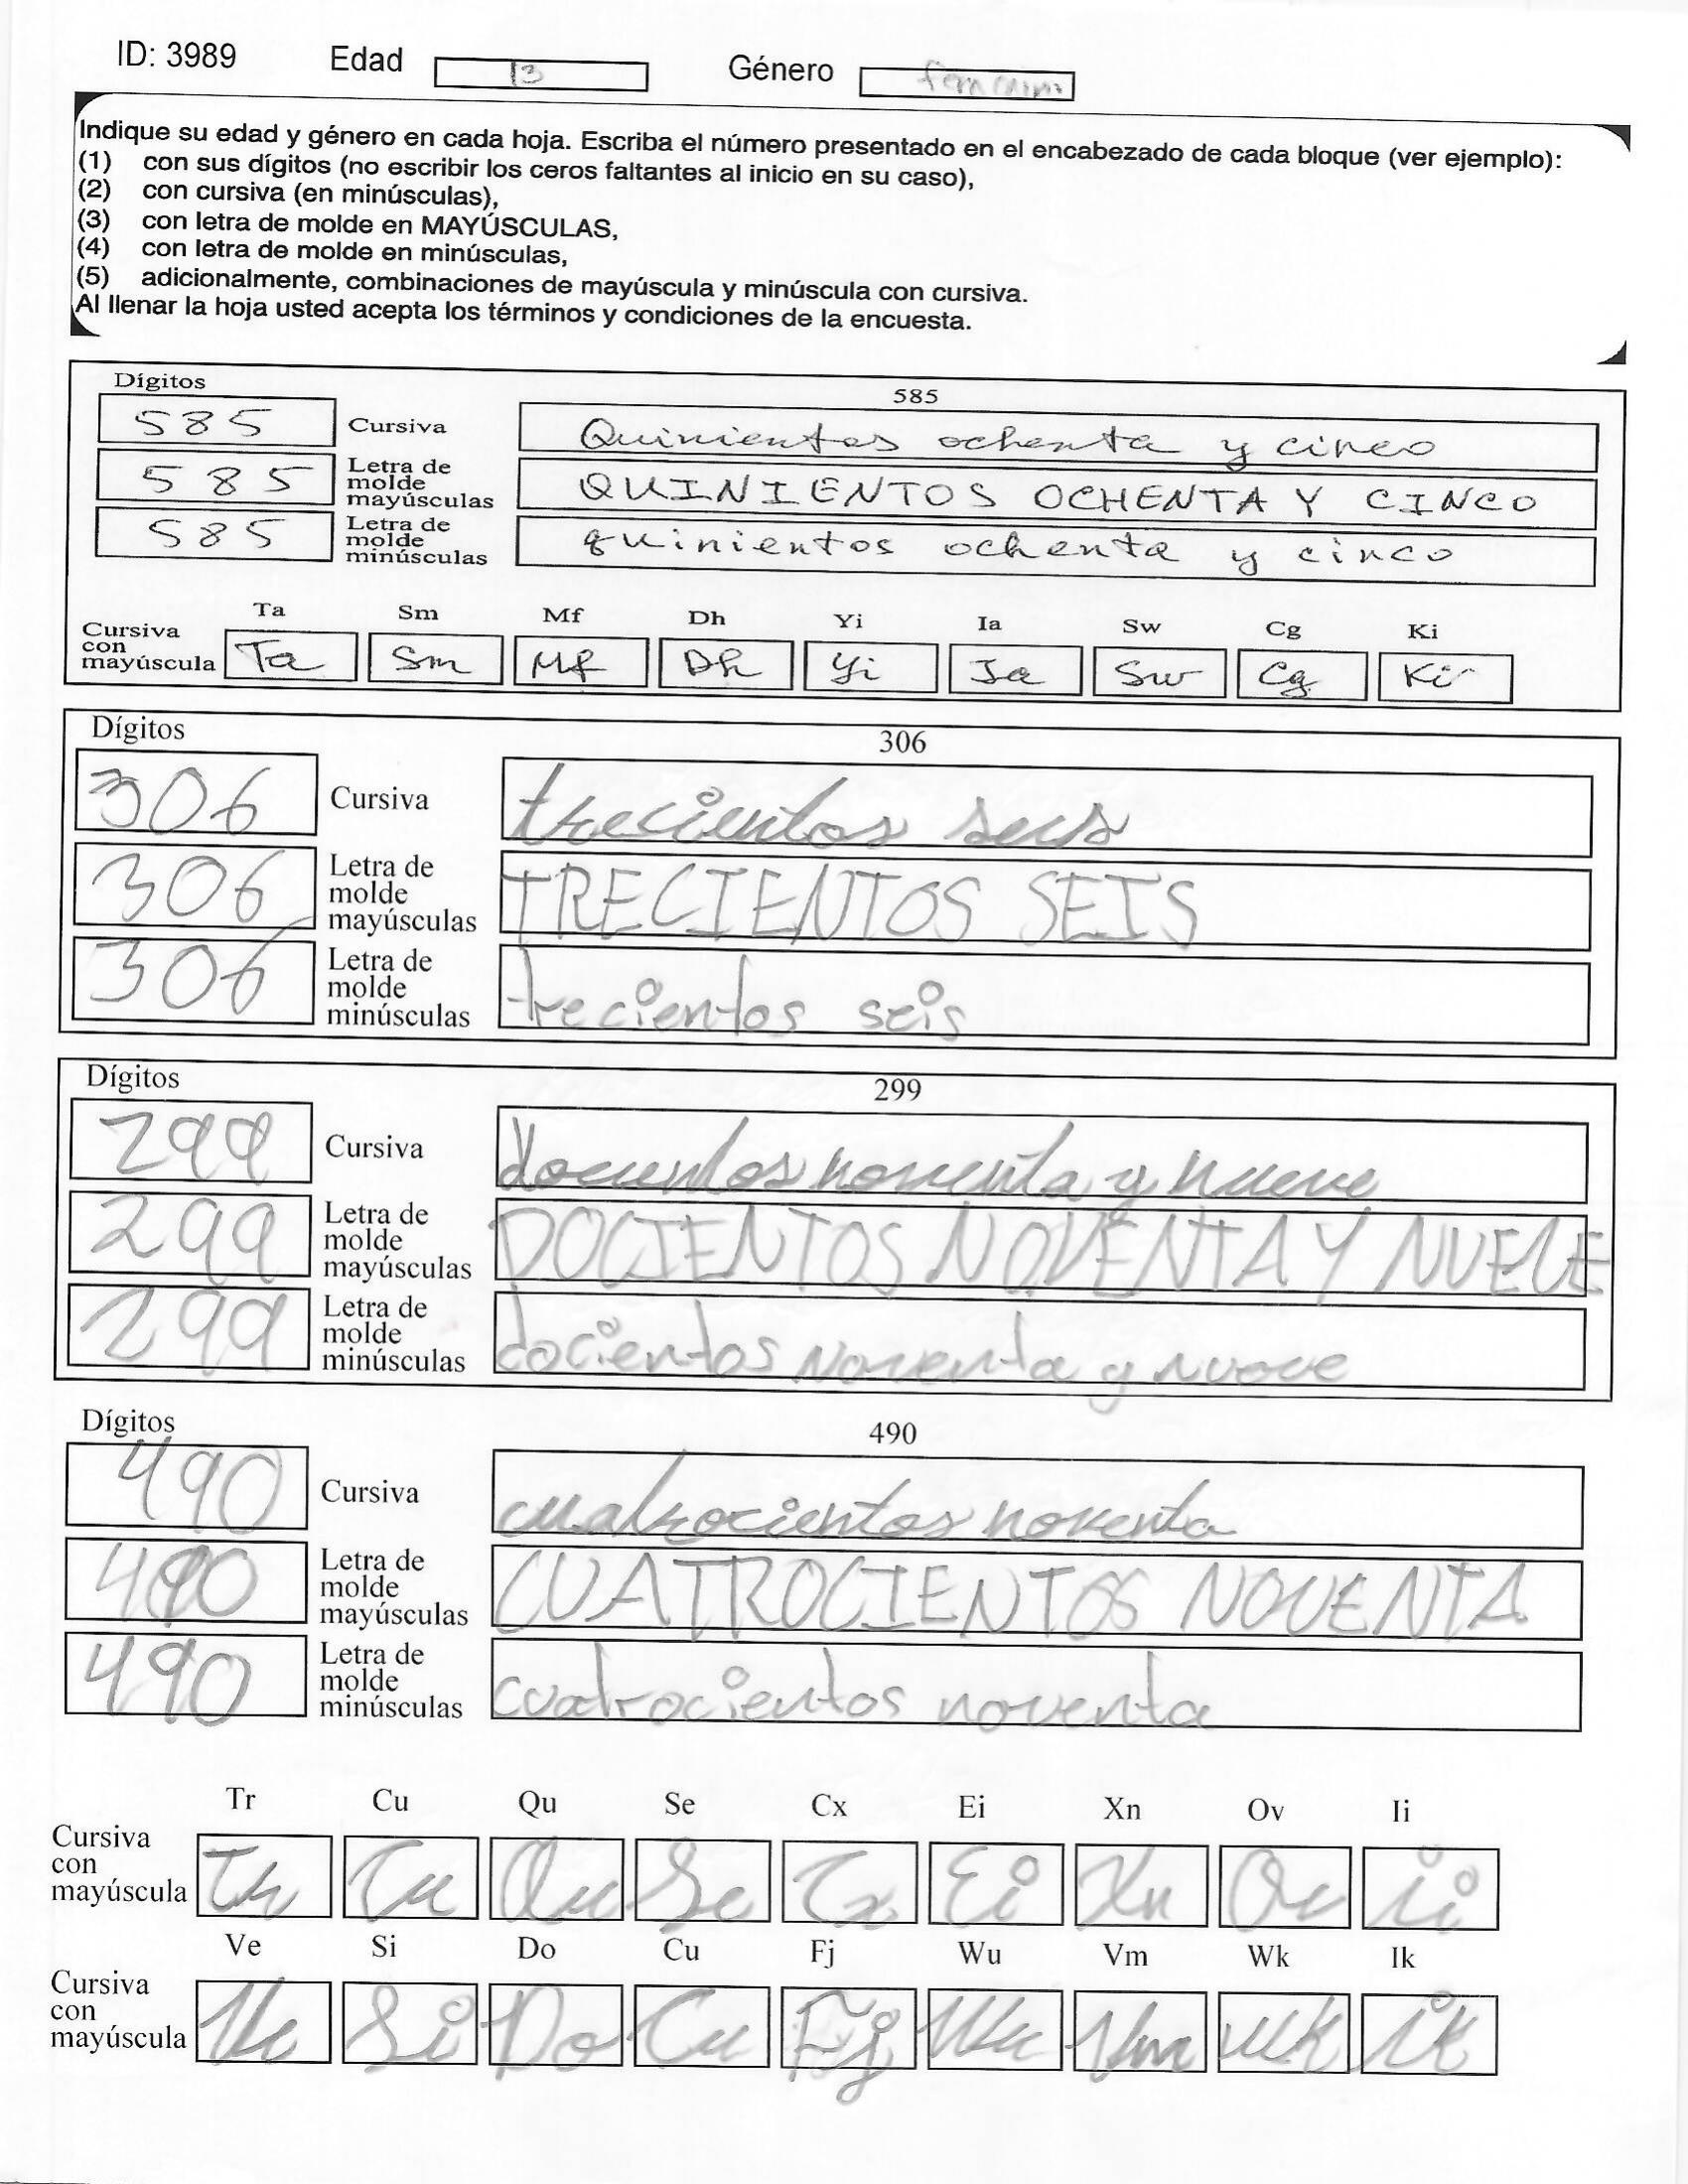 ID: 3989 Edad 13 Género
Indique su edad y género en cada hoja. Escriba el número presentado en el encabezado de cada bloque (ver ejemplo):
(1) con sus dígitos (no escribir los ceros faltantes al inicio en su caso),
(2) con cursiva (en minúsculas),
(3) con letra de molde en MAYÚSCULAS,
(4) con letra de molde en minúsculas,
(5) adicionalmente, combinaciones de mayúscula y minúscula con cursiva.
Al llenar la hoja usted acepta los términos y condiciones de la encuesta.
Dígitos 585
585 Cursiva Quinientos ochenta y cinco
585 Letra de molde mayúsculas QUINIENTOS OCHENTA Y CINCO
585 Letra de molde minúsculas quinientos ochenta y cinco
Ta Sm Mf Dh Yi Ia Sw Cg Ki
Cursiva con mayúscula Ta Sm Mf Dh Yi Ia Sw Cg Ki
Dígitos 306
306 Cursiva trecientos seis
306 Letra de molde mayúsculas TRECIENTOS SEIS
306 Letra de molde minúsculas trecientos seis
Dígitos 299
299 Cursiva docientos noventa y nueve
299 Letra de molde mayúsculas DOCIENTOS NOVENTA Y NUEVE
299 Letra de molde minúsculas docientos noventa y nueve
Dígitos 490
490 Cursiva cuatrocientos noventa
490 Letra de molde mayúsculas CUATROCIENTOS NOVENTA
490 Letra de molde minúsculas cuatrocientos noventa
Tr Cu Qu Se Cx Ei Xn Ov Ii
Cursiva con mayúscula Tr Cu Qu Se Cx Ei Xn Ov ii
Ve Si Do Cu Fj Wu Vm Wk Ik
Cursiva con mayúscula Ve Si Do Cu Fj Wu Vm Wk ik